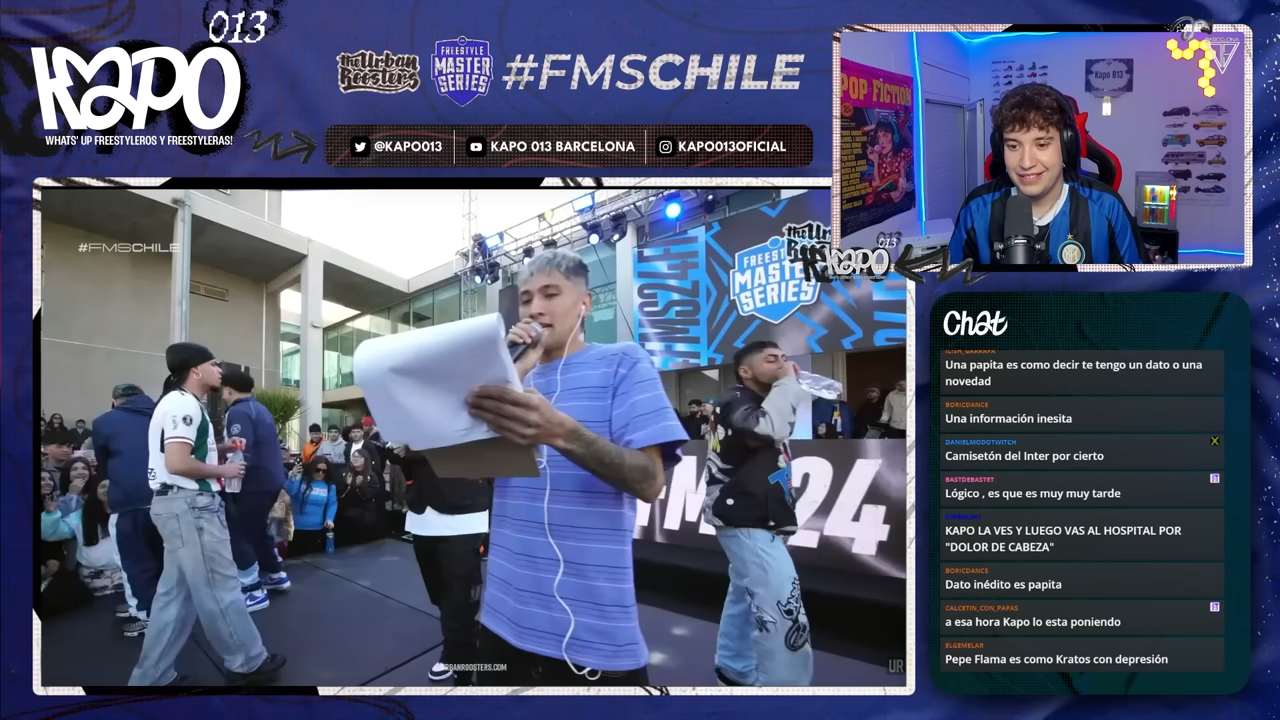 013
KAPO
WHATS' UP FREESTYLEROS Y FREESTYLERAS!
the Urban Roosters
FREESTYLE
MASTER
SERIES
#FMSCHILE
@KAPO013
KAPO 013 BARCELONA
KAPO013OFICIAL
POP FICTION
Kapo 013
BARCELONA
#FMSCHILE
FMS24
FREESTYLE
MASTER
SERIES
013
KAPO
24
URBANROOSTERS.COM
UR
Chat
Una papita es como decir te tengo un dato o una
novedad
BORICDANCE
Una información inesita
DANIELMODOTWITCH
Camisetón del Inter por cierto
BASTDEBASTET
Lógico , es que es muy muy tarde
KAPO LA VES Y LUEGO VAS AL HOSPITAL POR
"DOLOR DE CABEZA"
BORICDANCE
Dato inédito es papita
CALCETIN_CON_PAPAS
a esa hora Kapo lo esta poniendo
ELGEMELAR
Pepe Flama es como Kratos con depresión